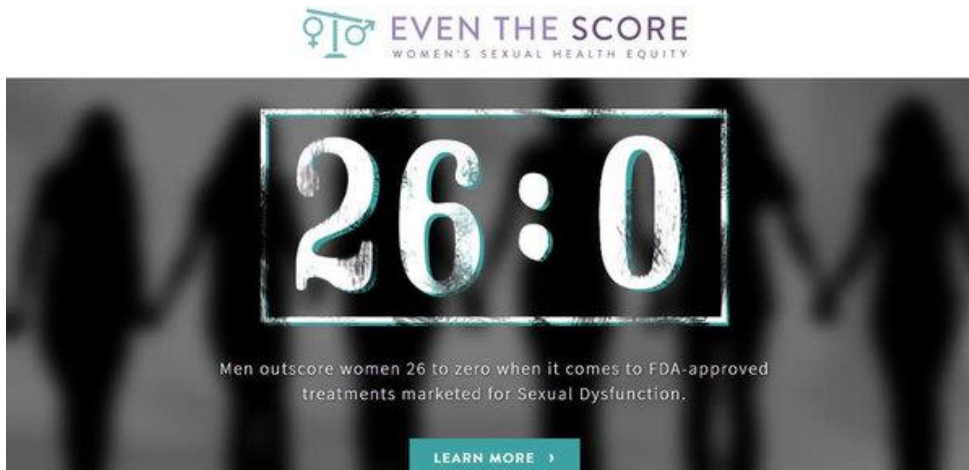 EVEN THE SCORE
WOMEN'S SEXUAL HEALTH EQUITY
26:0
Men outscore women 26 to zero when it comes to FDA-approved
treatments marketed for Sexual Dysfunction.
LEARN MORE ›